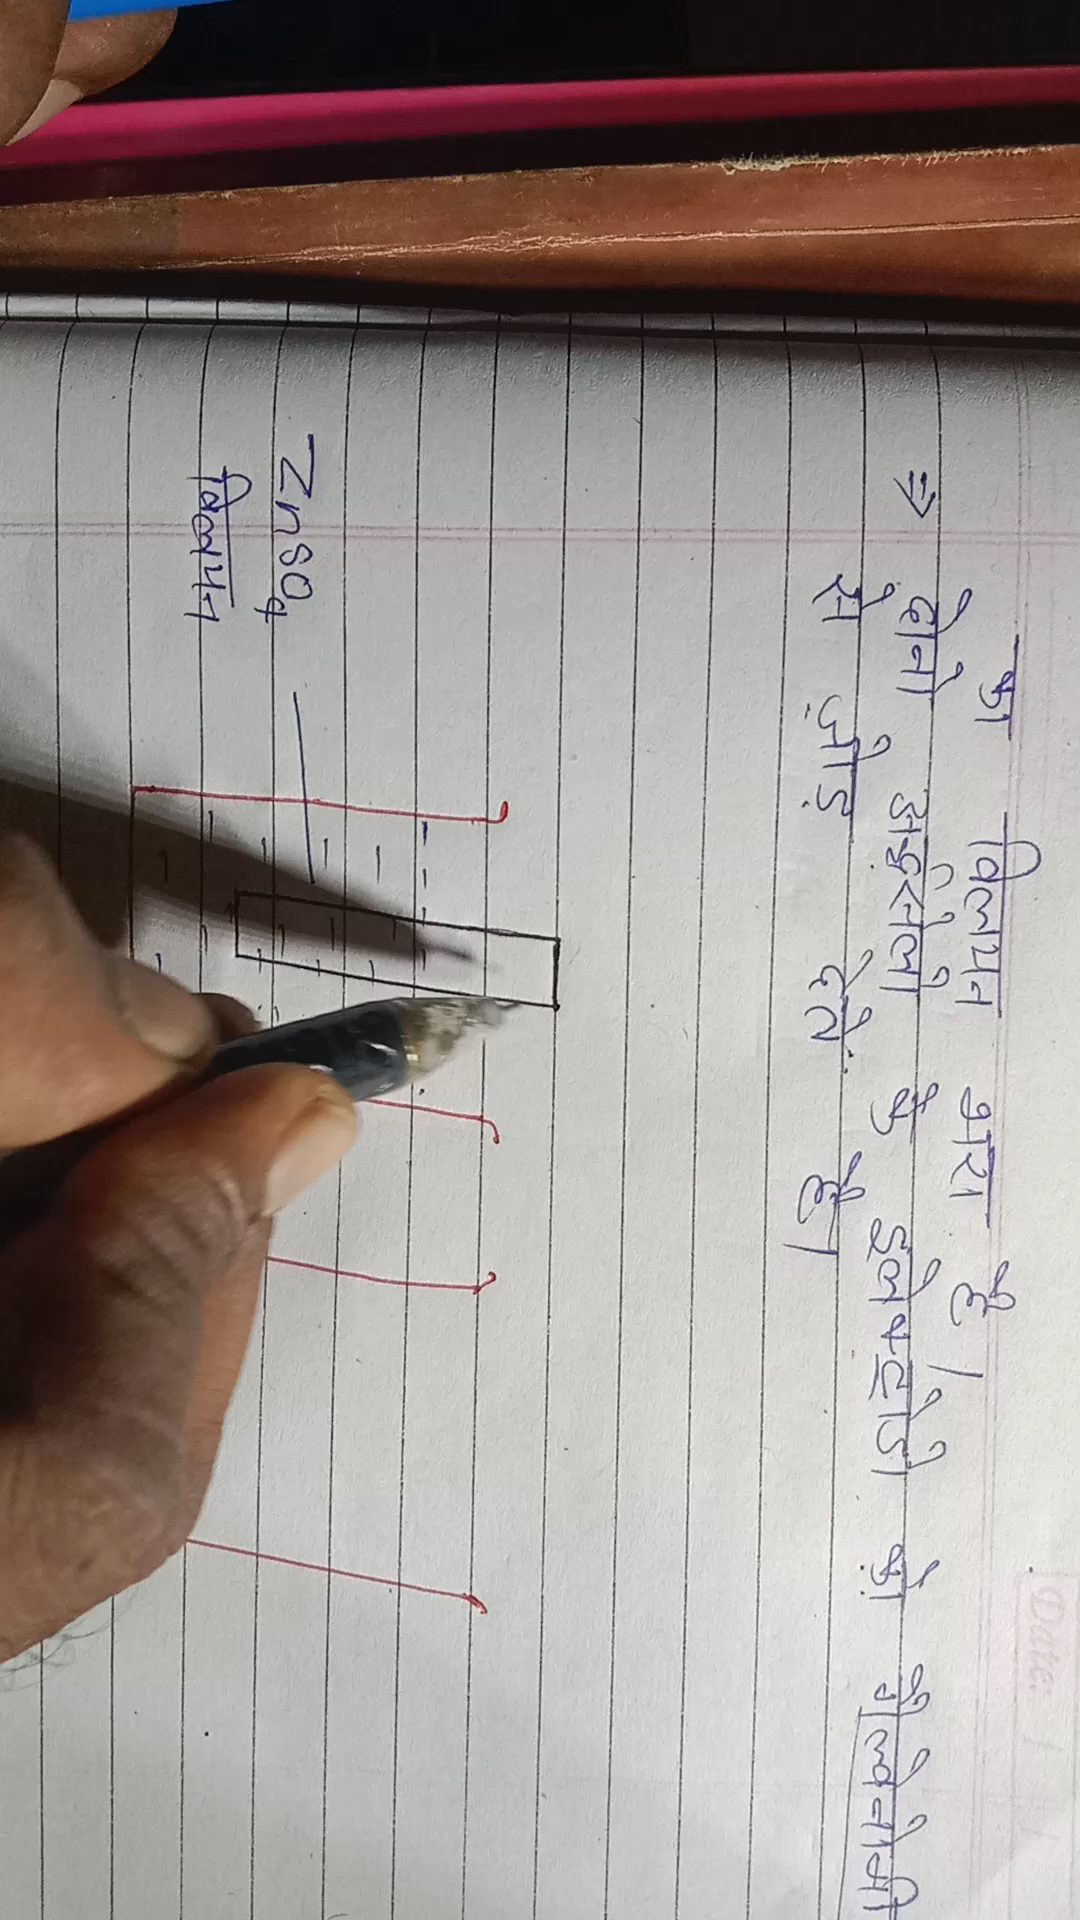 का विलयन भरा है।
⇒ दोनो अर्द्धसेलो के इलेक्ट्रोडो को गैल्वेनोमी
से जोड़ देते है।
ZnSO4
विलयन
Date